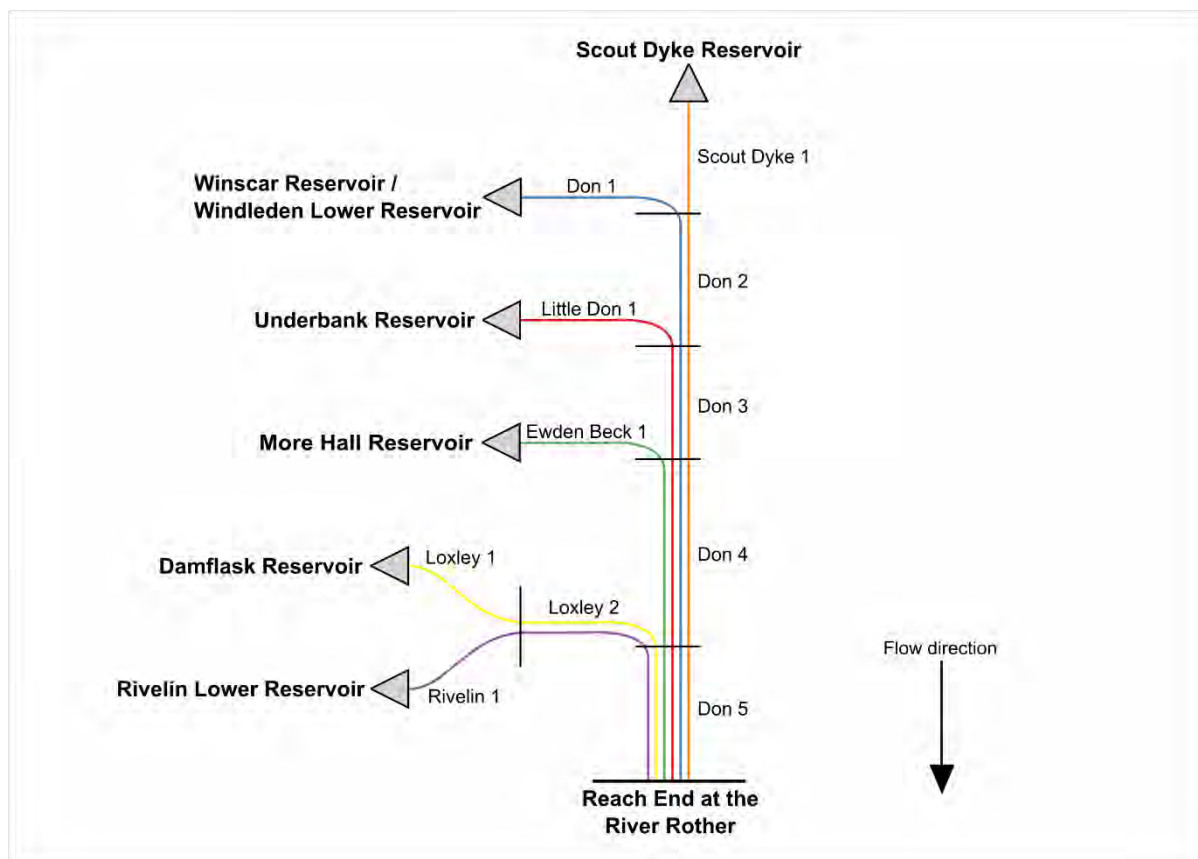 Scout Dyke Reservoir
Scout Dyke 1
Winscar Reservoir /
Windleden Lower Reservoir
Don 1
Don 2
Underbank Reservoir
Little Don 1
Don 3
More Hall Reservoir
Ewden Beck 1
Don 4
Damflask Reservoir
Loxley 1
Loxley 2
Flow direction
Rivelin Lower Reservoir
Rivelin 1
Don 5
Reach End at the
River Rother